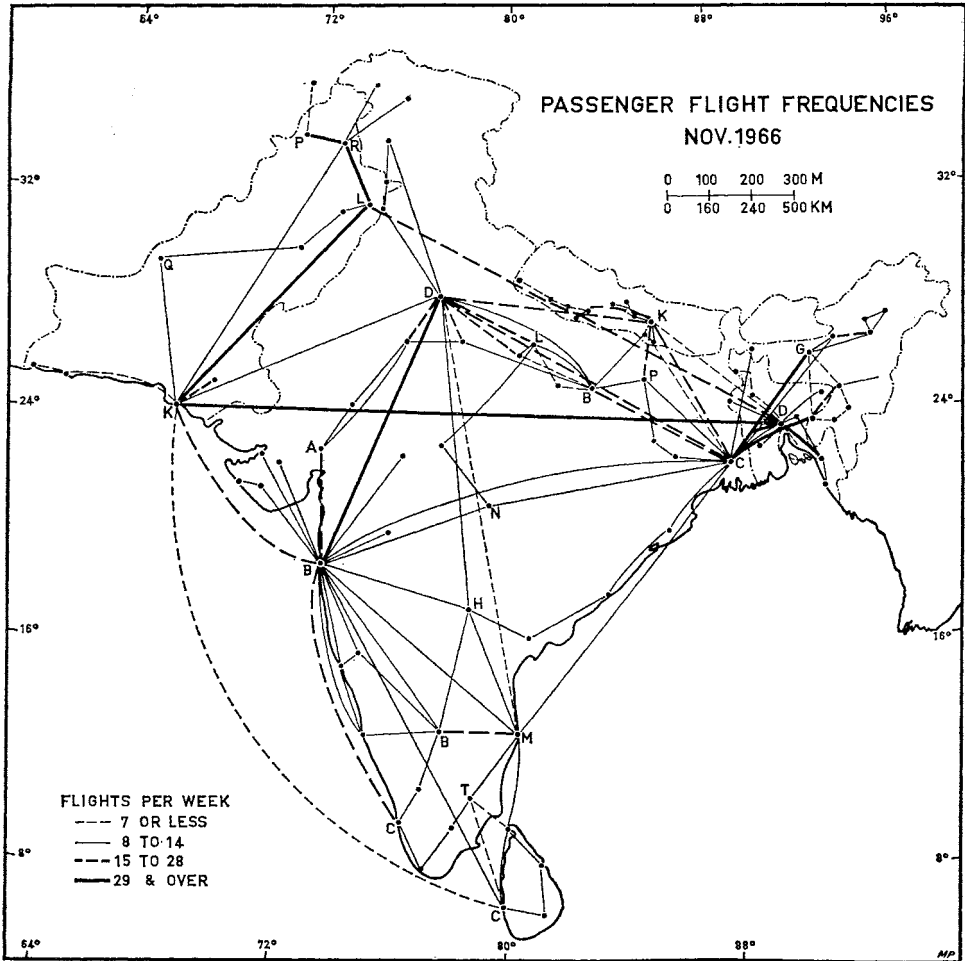 64° 72° 80° 88° 96°
PASSENGER FLIGHT FREQUENCIES
NOV. 1966
32° 32°
0 100 200 300 M
0 160 240 500 KM
P
R
L
Q
D
K
L
G
P
B
K
24° 24°
D
A
C
N
B
H
16° 16°
B
M
T
FLIGHTS PER WEEK
7 OR LESS
8 TO 14
15 TO 28
29 & OVER
C
8° 8°
C
64° 72° 80° 88°
MP